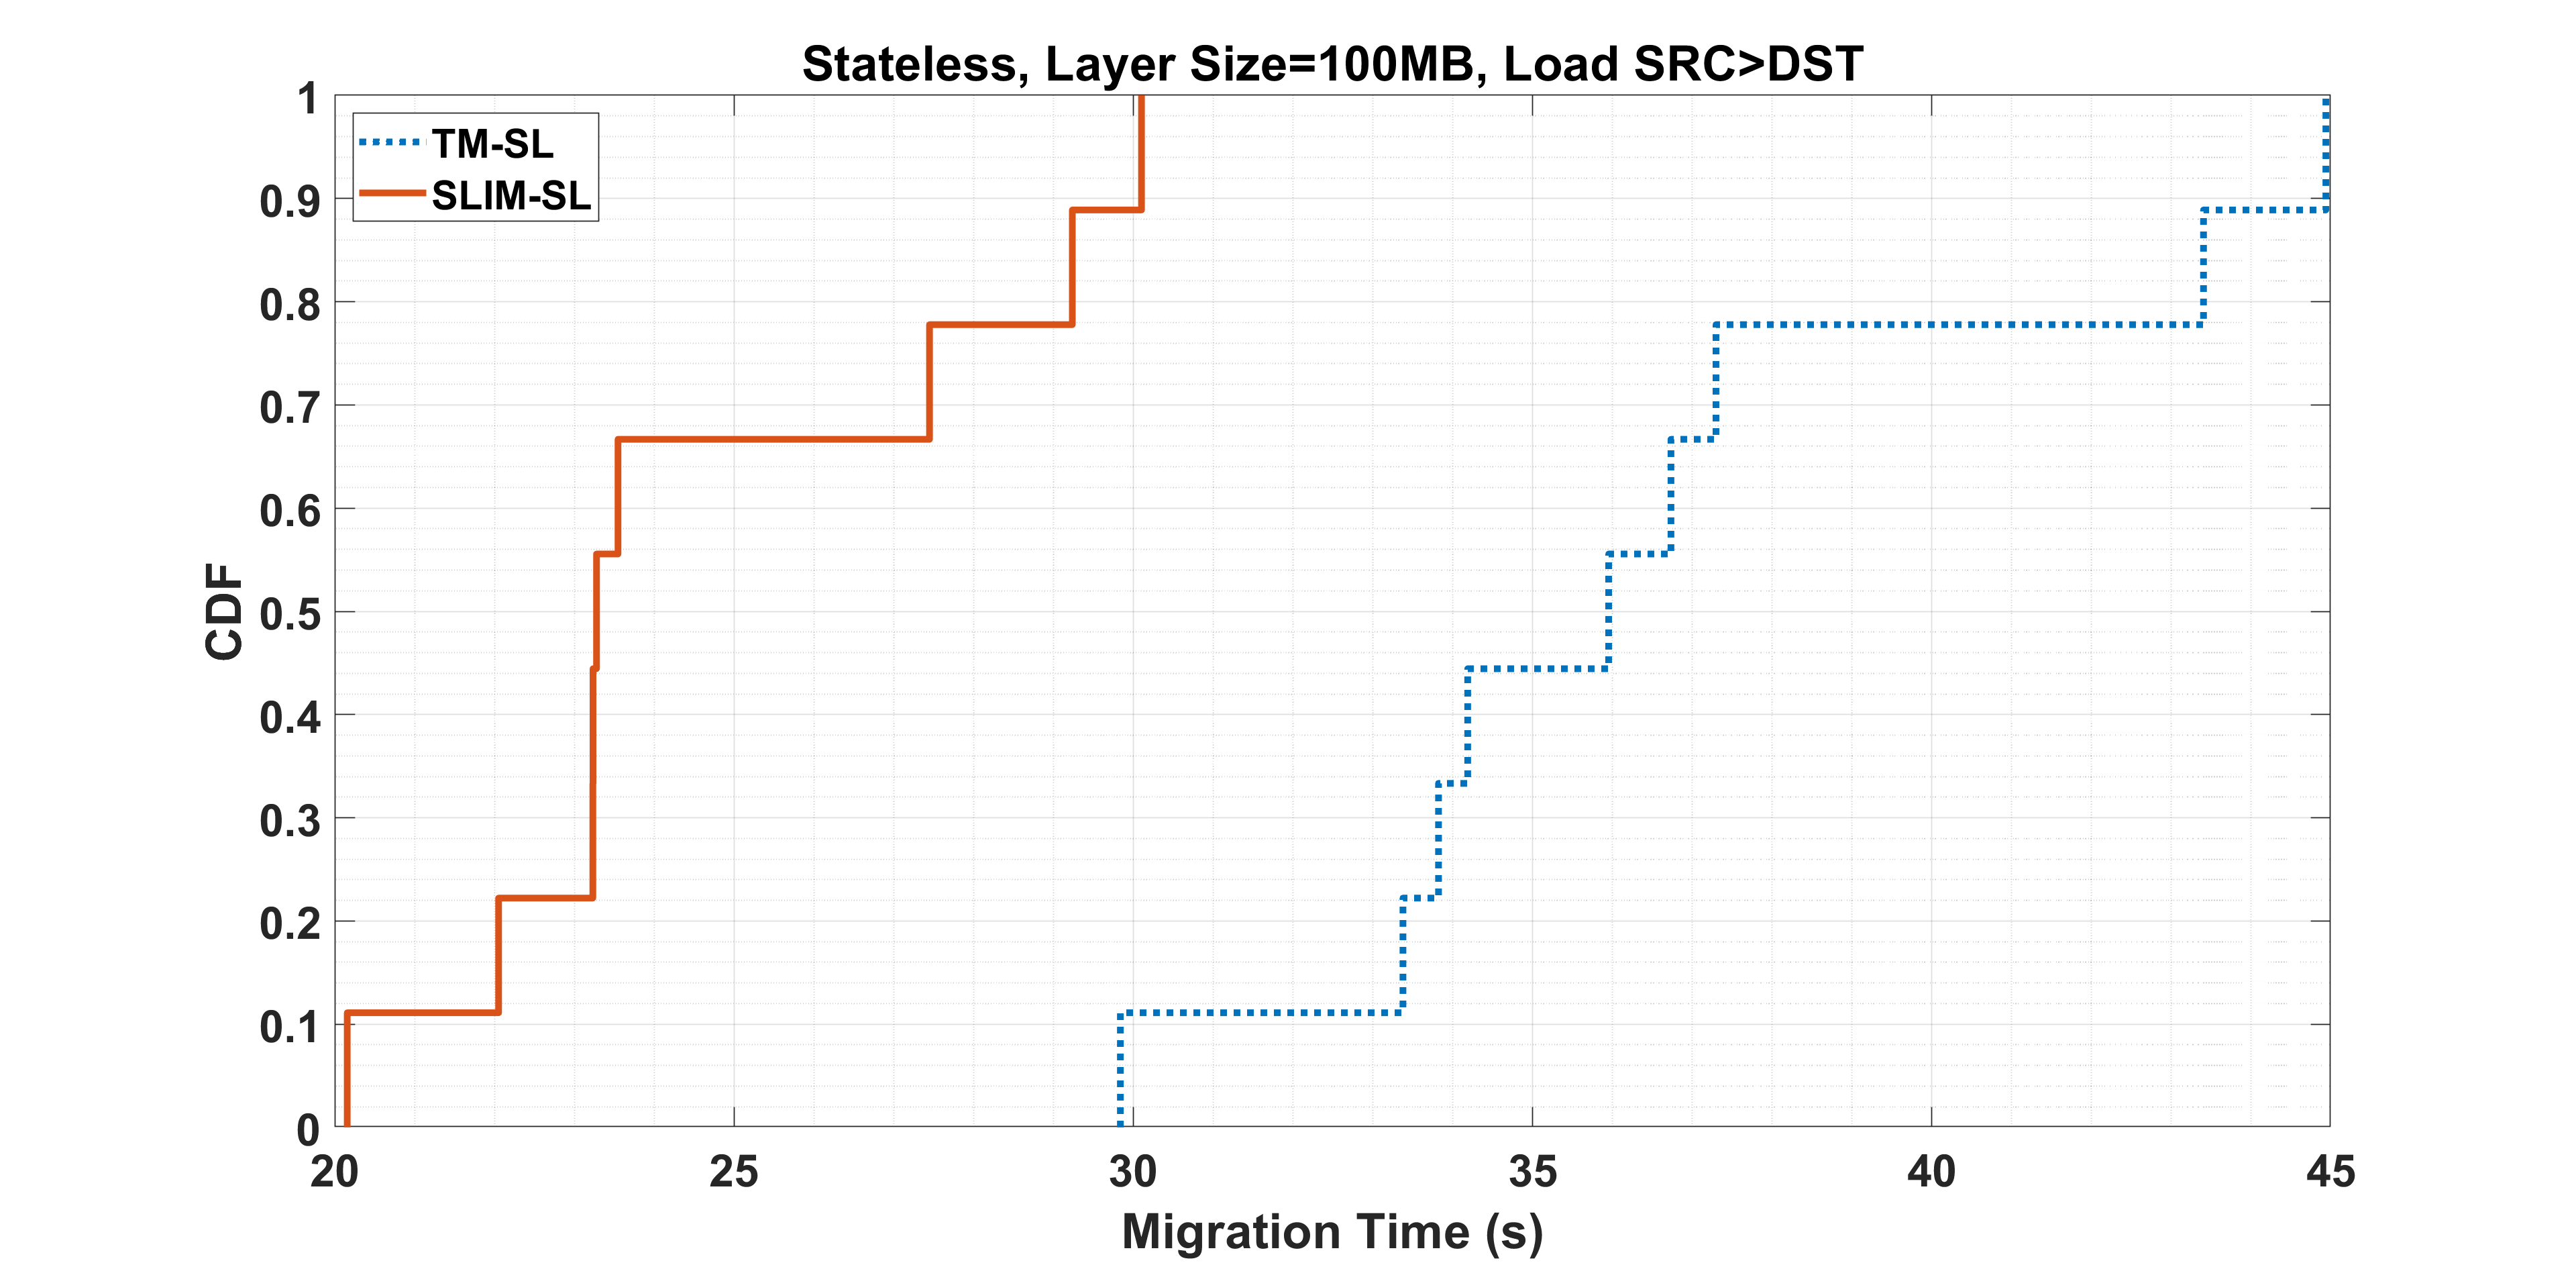 Stateless, Layer Size=100MB, Load SRC>DST
TM-SL
SLIM-SL
1
0.9
0.8
0.7
0.6
0.5
0.4
0.3
0.2
0.1
0
CDF
20 25 30 35 40 45
Migration Time (s)